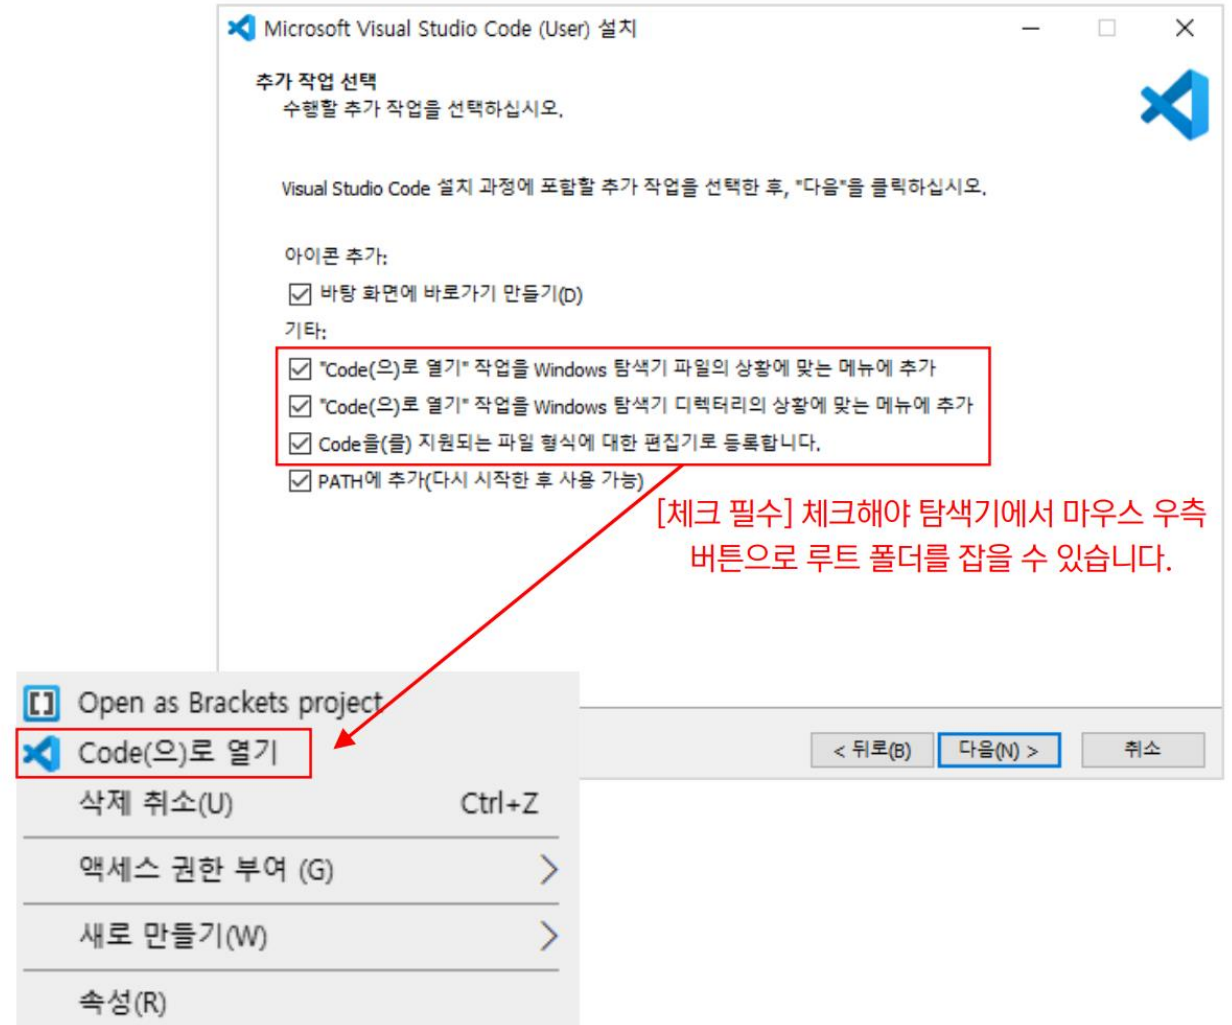 Microsoft Visual Studio Code (User) 설치
추가 작업 선택
수행할 추가 작업을 선택하십시오.
Visual Studio Code 설치 과정에 포함할 추가 작업을 선택한 후, "다음"을 클릭하십시오.
아이콘 추가:
바탕 화면에 바로가기 만들기(D)
기타:
"Code(으)로 열기" 작업을 Windows 탐색기 파일의 상황에 맞는 메뉴에 추가
"Code(으)로 열기" 작업을 Windows 탐색기 디렉터리의 상황에 맞는 메뉴에 추가
Code을(를) 지원되는 파일 형식에 대한 편집기로 등록합니다.
PATH에 추가(다시 시작한 후 사용 가능)
[체크 필수] 체크해야 탐색기에서 마우스 우측
버튼으로 루트 폴더를 잡을 수 있습니다.
< 뒤로(B) 다음(N) > 취소
Open as Brackets project
Code(으)로 열기
삭제 취소(U) Ctrl+Z
액세스 권한 부여 (G)
새로 만들기(W)
속성(R)